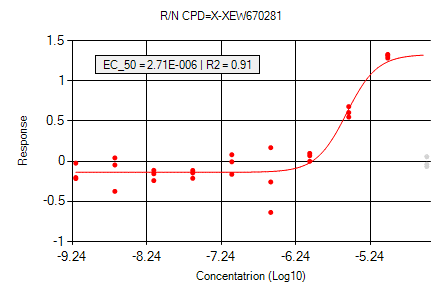 R/N CPD=X-XEW670281
EC_50 = 2.71E-006 | R2 = 0.91
Response
1.5
1
0.5
0
-0.5
-1
-9.24
-8.24
-7.24
-6.24
-5.24
Concentatrion (Log10)